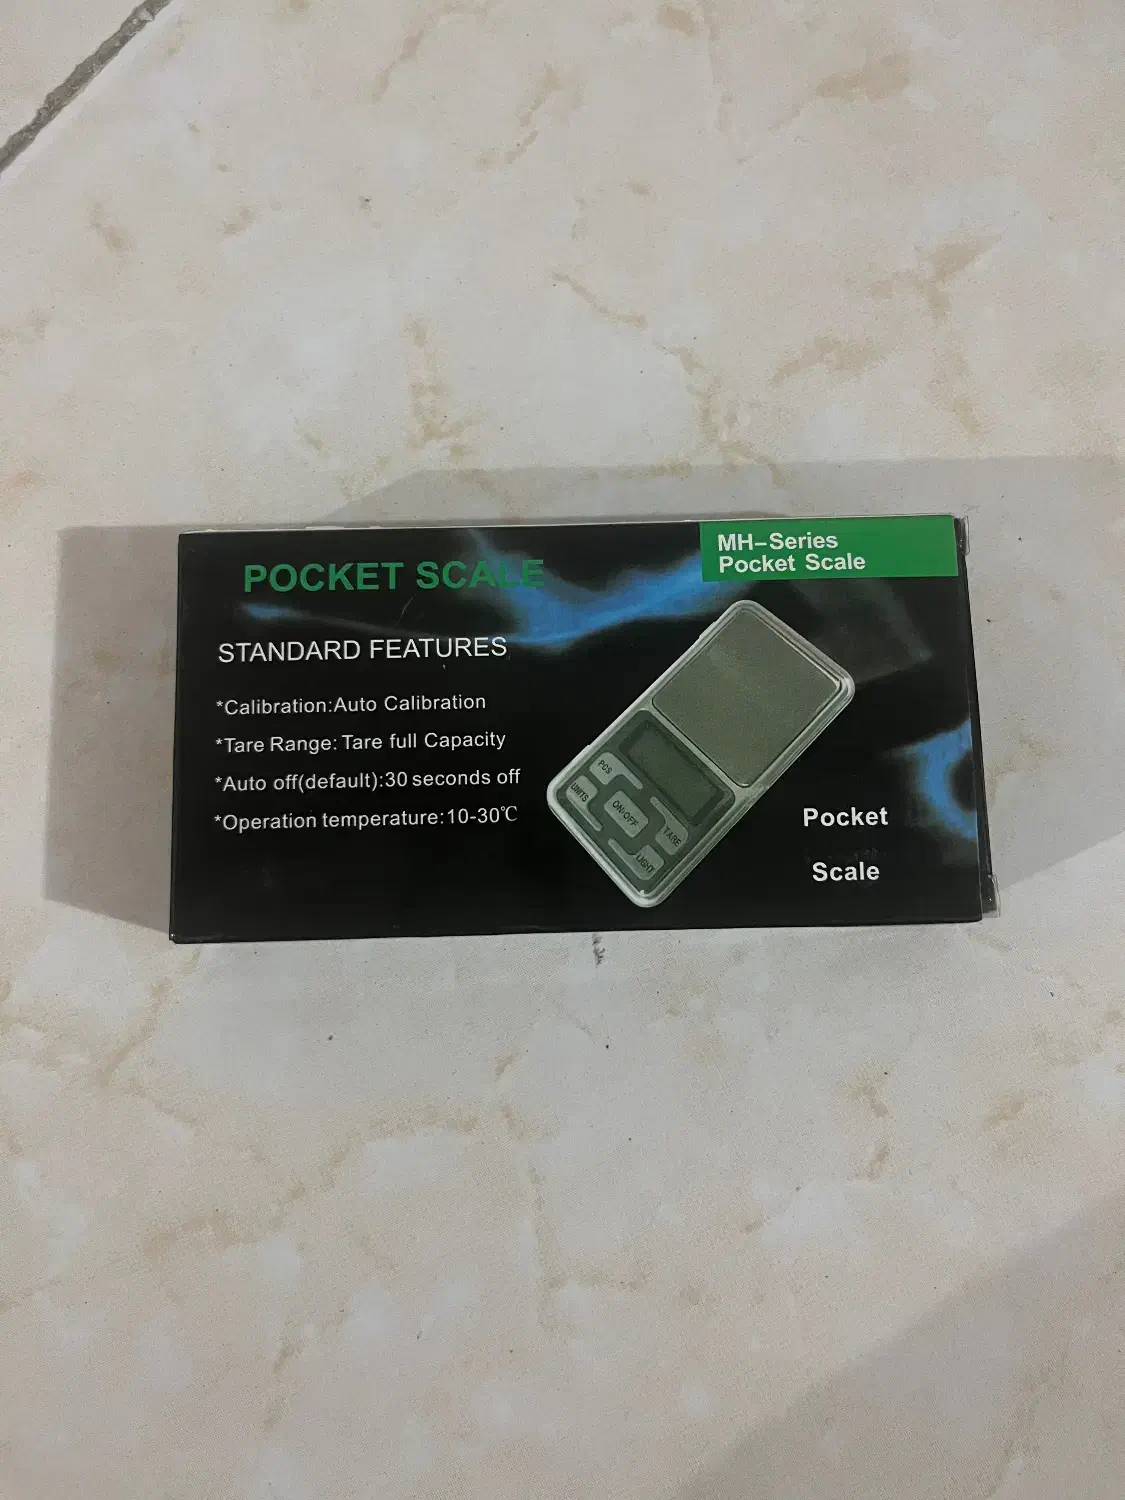 POCKET SCALE
MH-Series
Pocket Scale
STANDARD FEATURES
*Calibration:Auto Calibration
*Tare Range: Tare full Capacity
*Auto off(default):30 seconds off
*Operation temperature:10-30℃
PCS
UNITS
ON/OFF
TARE
LIGHT
Pocket
Scale